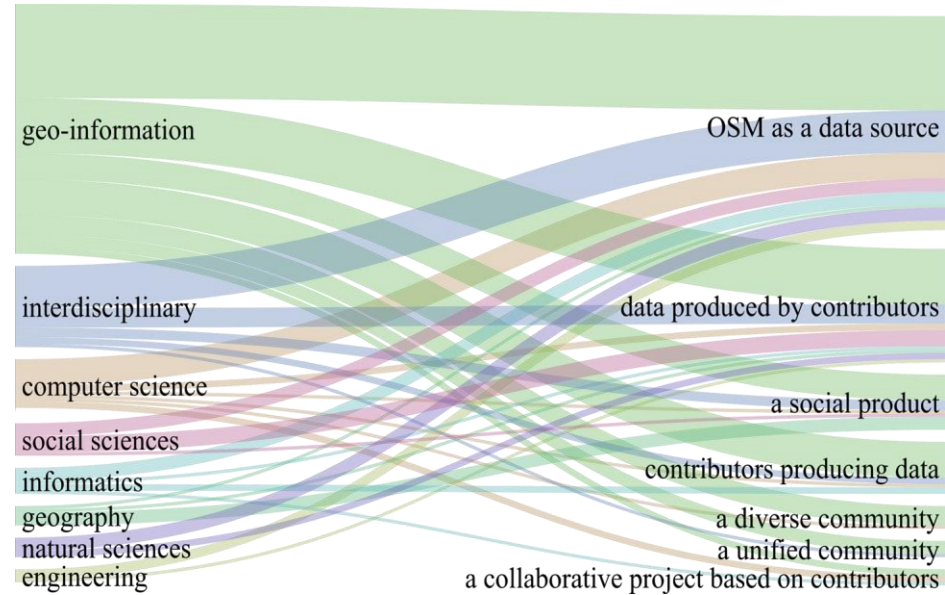 geo-information
interdisciplinary
computer science
social sciences
informatics
geography
natural sciences
engineering
OSM as a data source
data produced by contributors
a social product
contributors producing data
a diverse community
a unified community
a collaborative project based on contributors